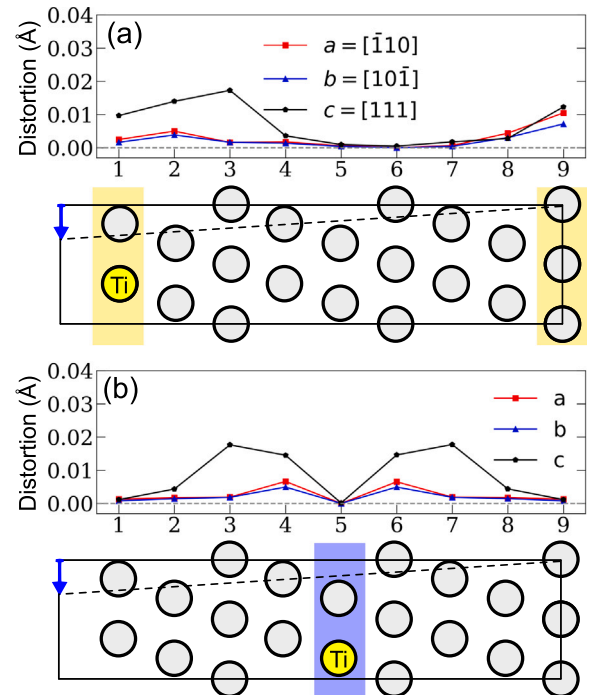 0.04
(a)
0.03
a = [1̄10]
0.02
b = [101̄]
0.01
c = [111]
0.00
Distortion (Å)
1 2 3 4 5 6 7 8 9
Ti
0.04
(b)
0.03
a
0.02
b
0.01
c
0.00
Distortion (Å)
1 2 3 4 5 6 7 8 9
Ti